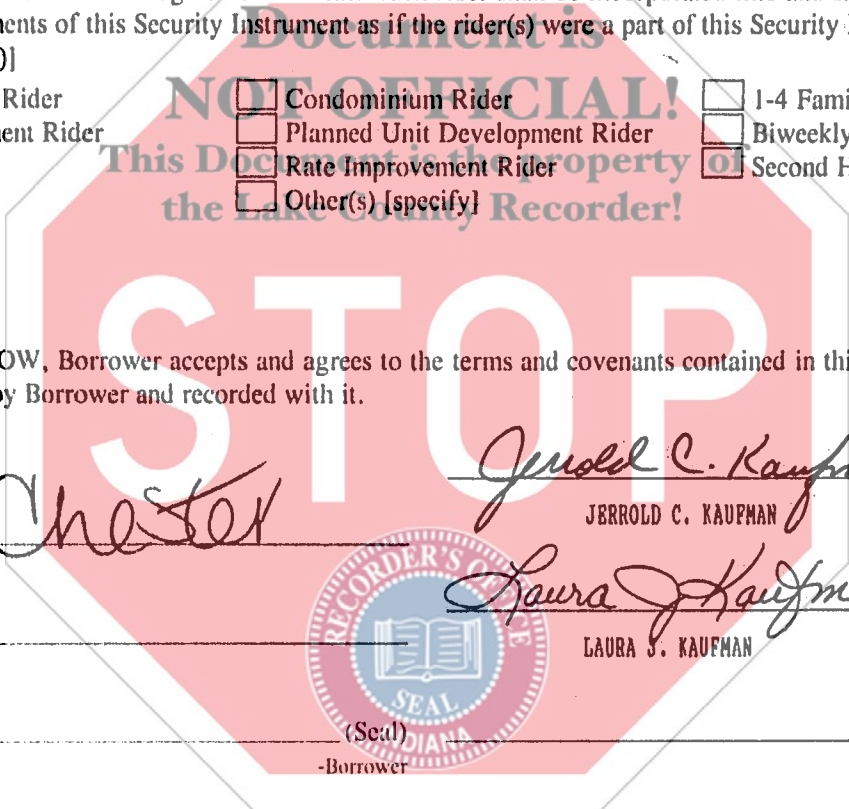 Document is
ments of this Security Instrument as if the rider(s) were a part of this Security
)]
NOT OFFICIAL!
Rider Condominium Rider 1-4 Fami
ent Rider Planned Unit Development Rider Biweekly
This Document is the property of
Rate Improvement Rider Second H
the Lake County Recorder!
Other(s) [specify]
STOP
OW, Borrower accepts and agrees to the terms and covenants contained in thi
by Borrower and recorded with it.
Jerrold C. Kaufm
JERROLD C. KAUFMAN
Chester
Laura J Kaufm
LAURA J. KAUFMAN
RECORDER'S OFFICE
SEAL
INDIANA
(Seal)
-Borrower